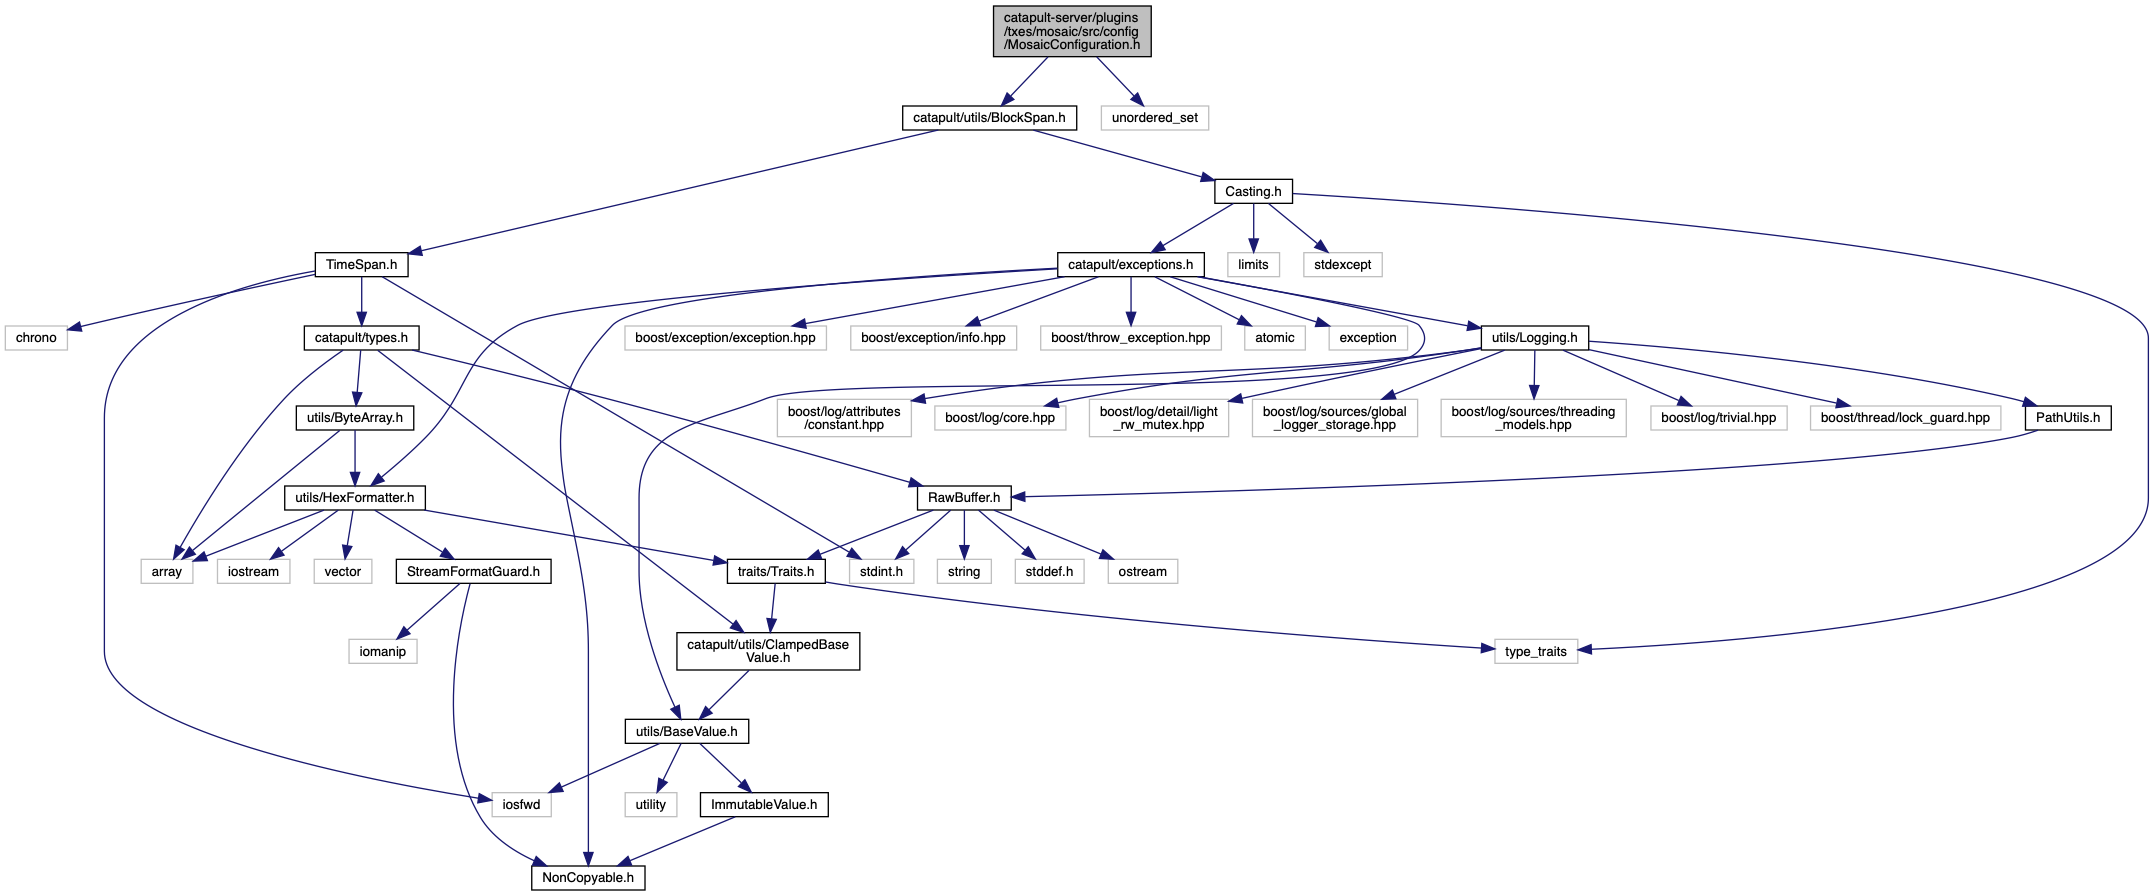 catapult-server/plugins
/txes/mosaic/src/config
/MosaicConfiguration.h
catapult/utils/BlockSpan.h
unordered_set
Casting.h
TimeSpan.h
catapult/exceptions.h
limits
stdexcept
chrono
catapult/types.h
boost/exception/exception.hpp
boost/exception/info.hpp
boost/throw_exception.hpp
atomic
exception
utils/Logging.h
utils/ByteArray.h
boost/log/attributes
/constant.hpp
boost/log/core.hpp
boost/log/detail/light
_rw_mutex.hpp
boost/log/sources/global
_logger_storage.hpp
boost/log/sources/threading
_models.hpp
boost/log/trivial.hpp
boost/thread/lock_guard.hpp
PathUtils.h
utils/HexFormatter.h
RawBuffer.h
array
iostream
vector
StreamFormatGuard.h
traits/Traits.h
stdint.h
string
stddef.h
ostream
iomanip
catapult/utils/ClampedBase
Value.h
type_traits
utils/BaseValue.h
iosfwd
utility
ImmutableValue.h
NonCopyable.h